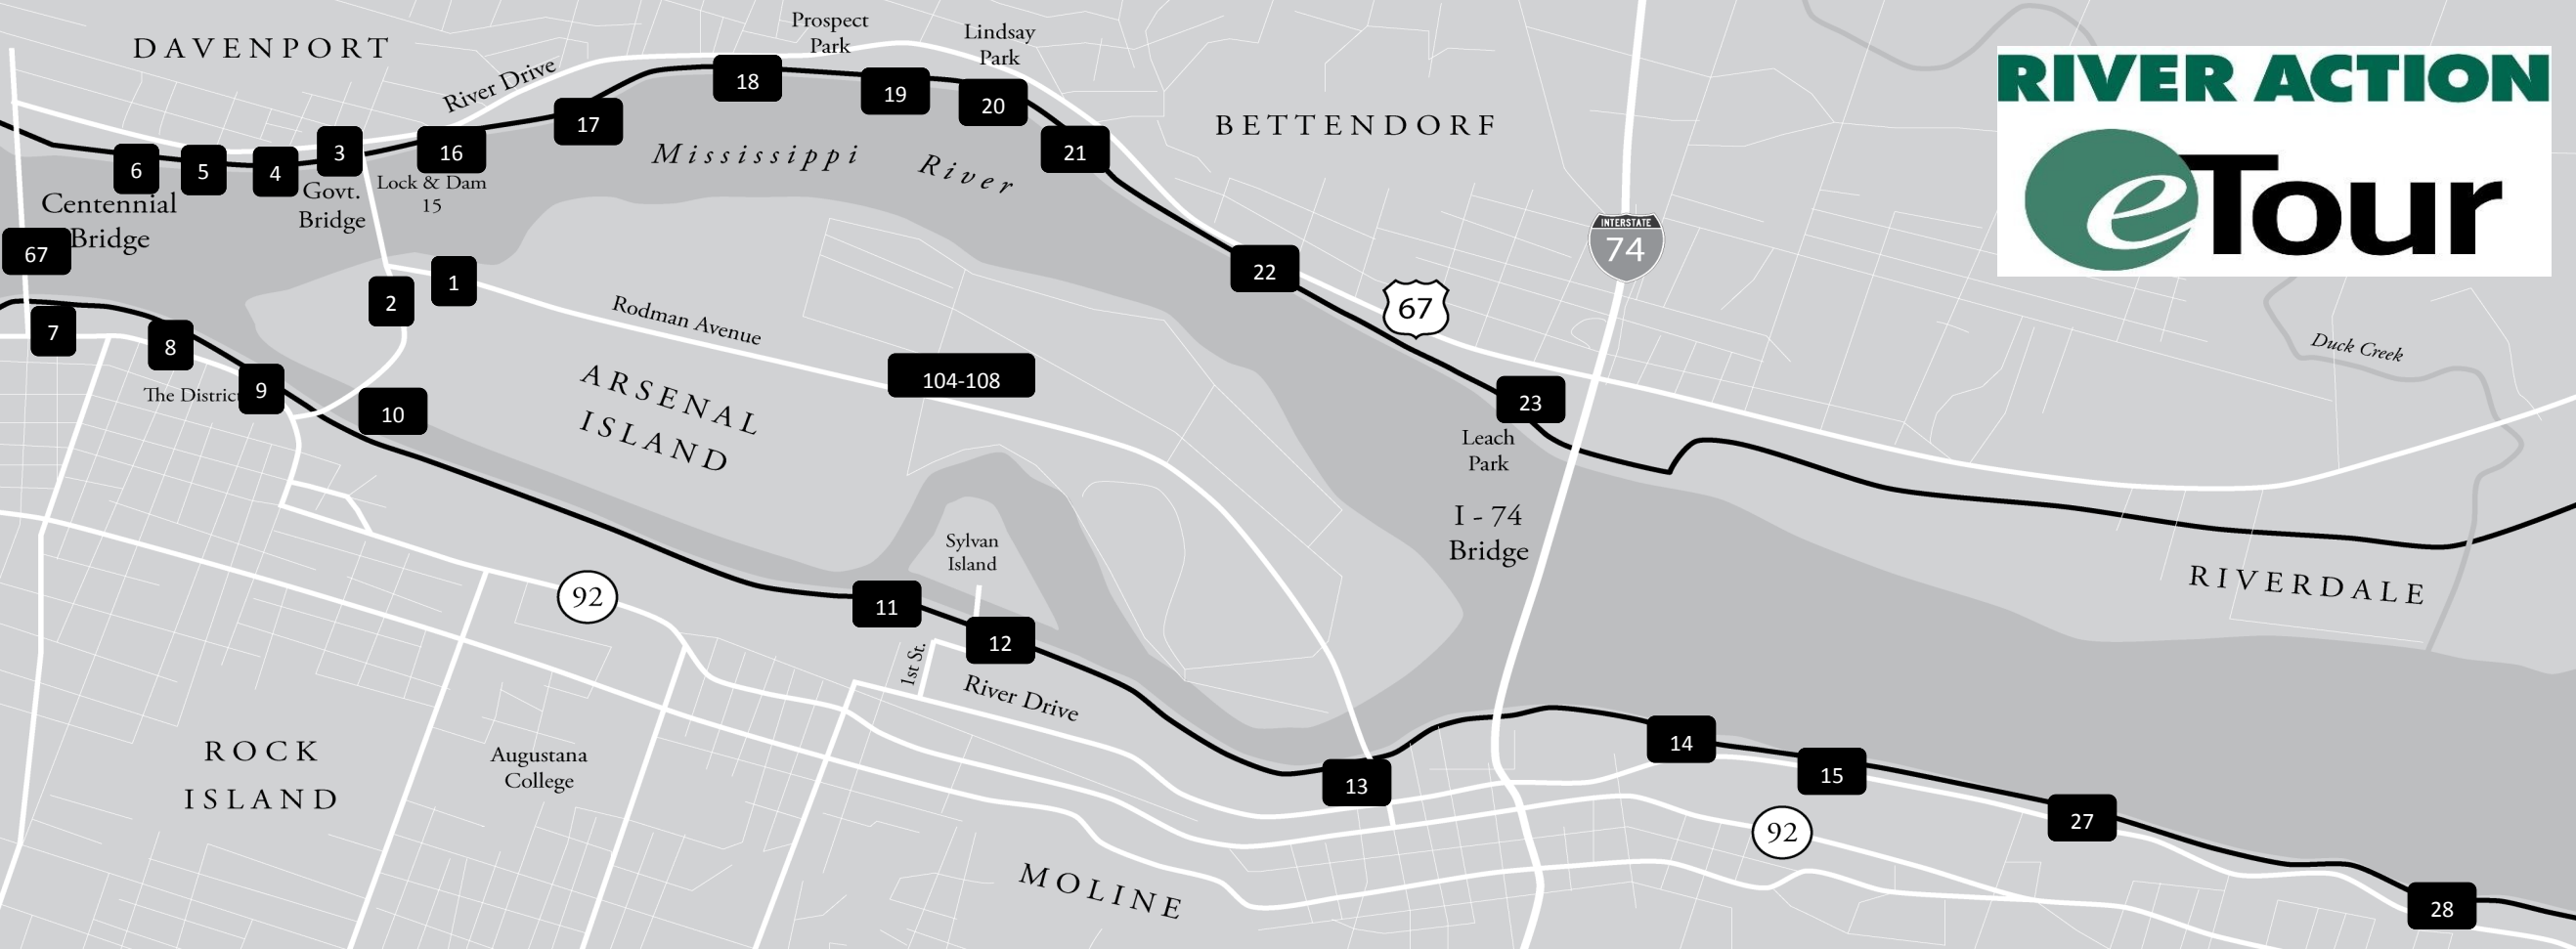 Prospect
Park
Lindsay
Park
DAVENPORT
River Drive
RIVER ACTION
eTour
18
19
20
17
BETTENDORF
3
16
21
6
5
4
Mississippi River
Lock & Dam
15
Govt.
Bridge
Centennial
Bridge
67
INTERSTATE
74
1
2
22
67
Rodman Avenue
7
8
Duck Creek
104-108
The Distric
9
10
ARSENAL
ISLAND
23
Leach
Park
I - 74
Bridge
Sylvan
Island
RIVERDALE
92
11
12
1st St.
River Drive
ROCK
ISLAND
Augustana
College
13
14
15
27
92
MOLINE
28